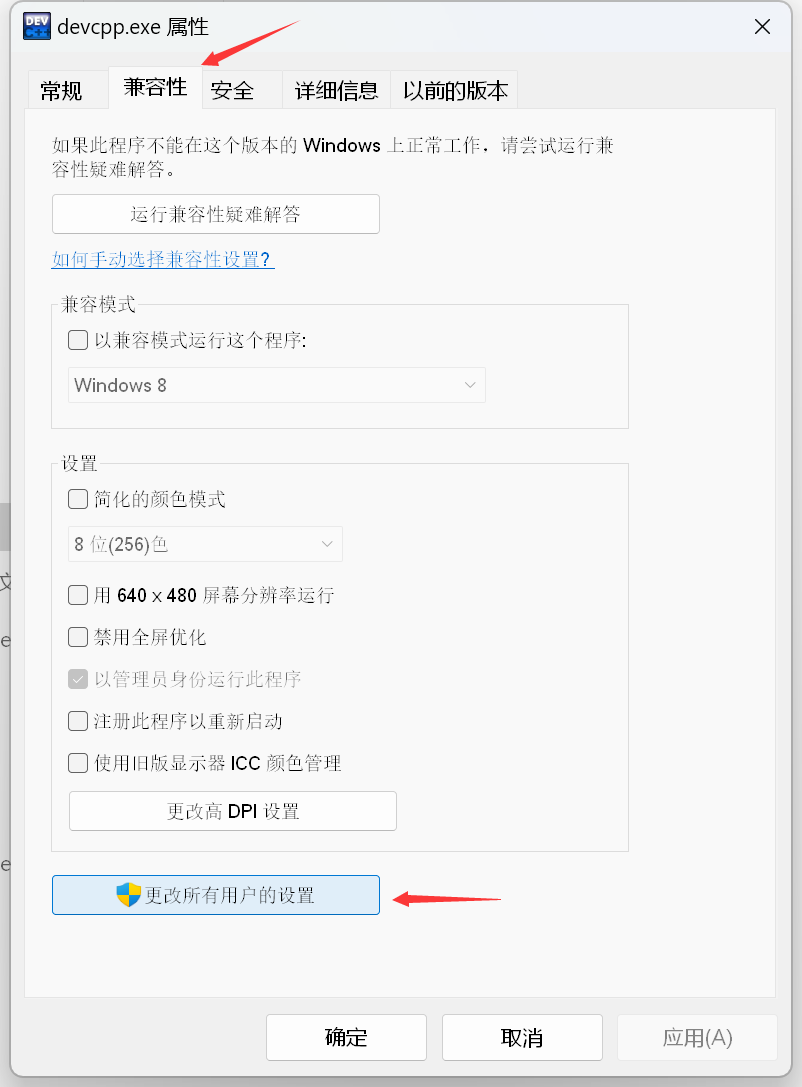 DEV
C++
devcpp.exe 属性
常规
兼容性
安全
详细信息
以前的版本
如果此程序不能在这个版本的 Windows 上正常工作，请尝试运行兼
容性疑难解答。
运行兼容性疑难解答
如何手动选择兼容性设置?
兼容模式
以兼容模式运行这个程序:
Windows 8
设置
简化的颜色模式
8 位(256)色
用 640 x 480 屏幕分辨率运行
禁用全屏优化
以管理员身份运行此程序
注册此程序以重新启动
使用旧版显示器 ICC 颜色管理
更改高 DPI 设置
更改所有用户的设置
确定
取消
应用(A)